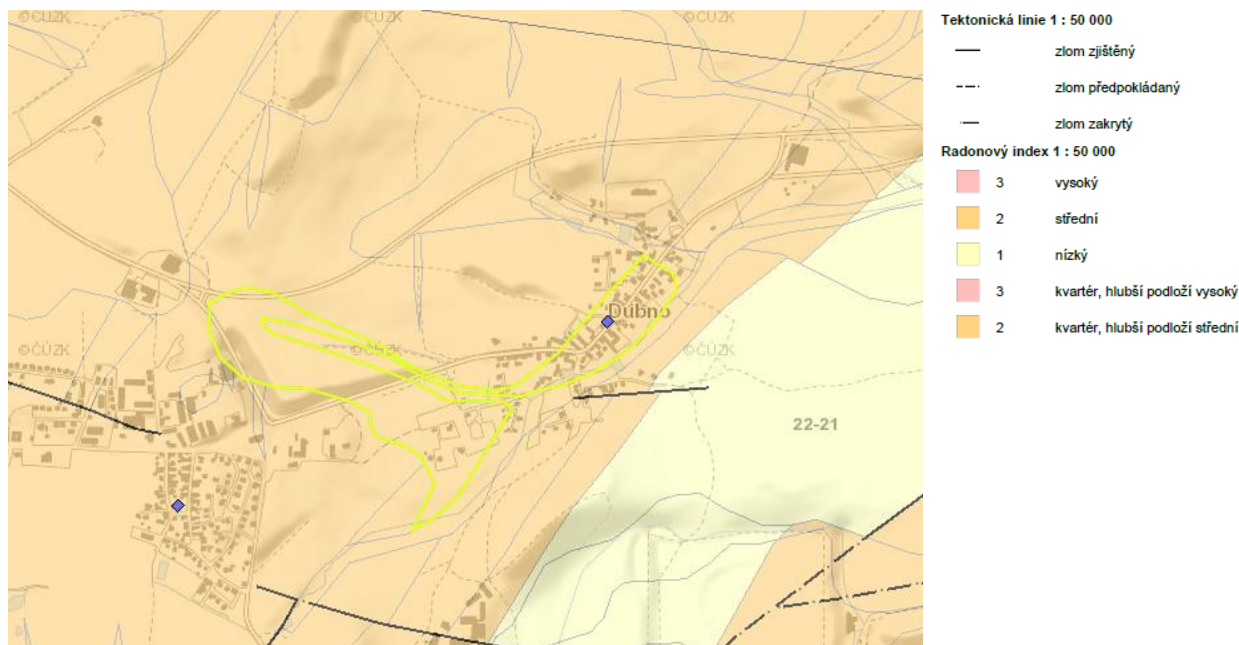 ©ČÚZK
©ČÚZK
©ČÚZK
Dubno
©ČÚZK
©ČÚZK
©ČÚZK
22-21
Tektonická linie 1 : 50 000
zlom zjištěný
zlom předpokládaný
zlom zakrytý
Radonový index 1 : 50 000
3 vysoký
2 střední
1 nízký
3 kvartér, hlubší podloží vysoký
2 kvartér, hlubší podloží střední